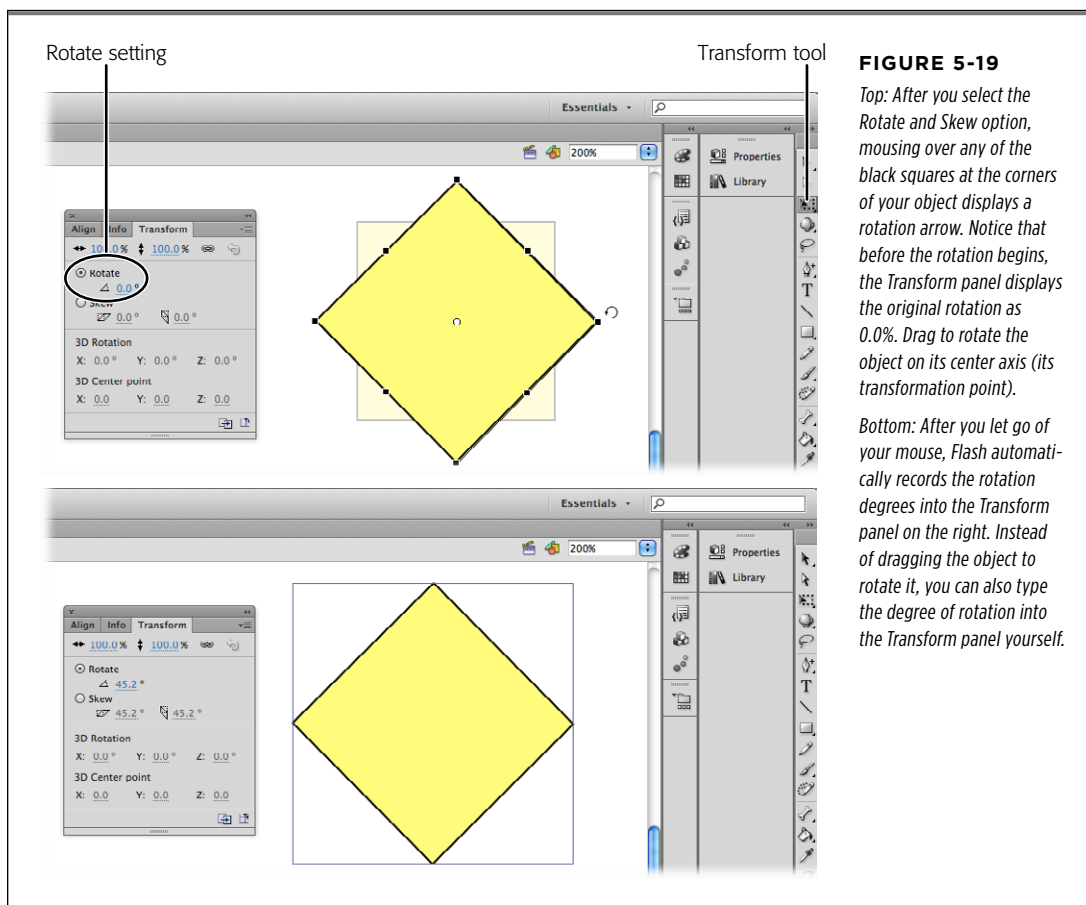 Rotate setting
Transform tool
Essentials
200%
Properties
Library
Align Info Transform
100.0 % 100.0 %
Rotate
0.0 °
Skew
0.0 ° 0.0 °
3D Rotation
X: 0.0 ° Y: 0.0 ° Z: 0.0 °
3D Center point
X: 0.0 Y: 0.0 Z: 0.0
T
Essentials
200%
Properties
Library
Align Info Transform
100.0 % 100.0 %
Rotate
45.2 °
Skew
45.2 ° 45.2 °
3D Rotation
X: 0.0 ° Y: 0.0 ° Z: 0.0 °
3D Center point
X: 0.0 Y: 0.0 Z: 0.0
T
FIGURE 5-19
Top: After you select the
Rotate and Skew option,
mousing over any of the
black squares at the corners
of your object displays a
rotation arrow. Notice that
before the rotation begins,
the Transform panel displays
the original rotation as
0.0%. Drag to rotate the
object on its center axis (its
transformation point).
Bottom: After you let go of
your mouse, Flash automati-
cally records the rotation
degrees into the Transform
panel on the right. Instead
of dragging the object to
rotate it, you can also type
the degree of rotation into
the Transform panel yourself.